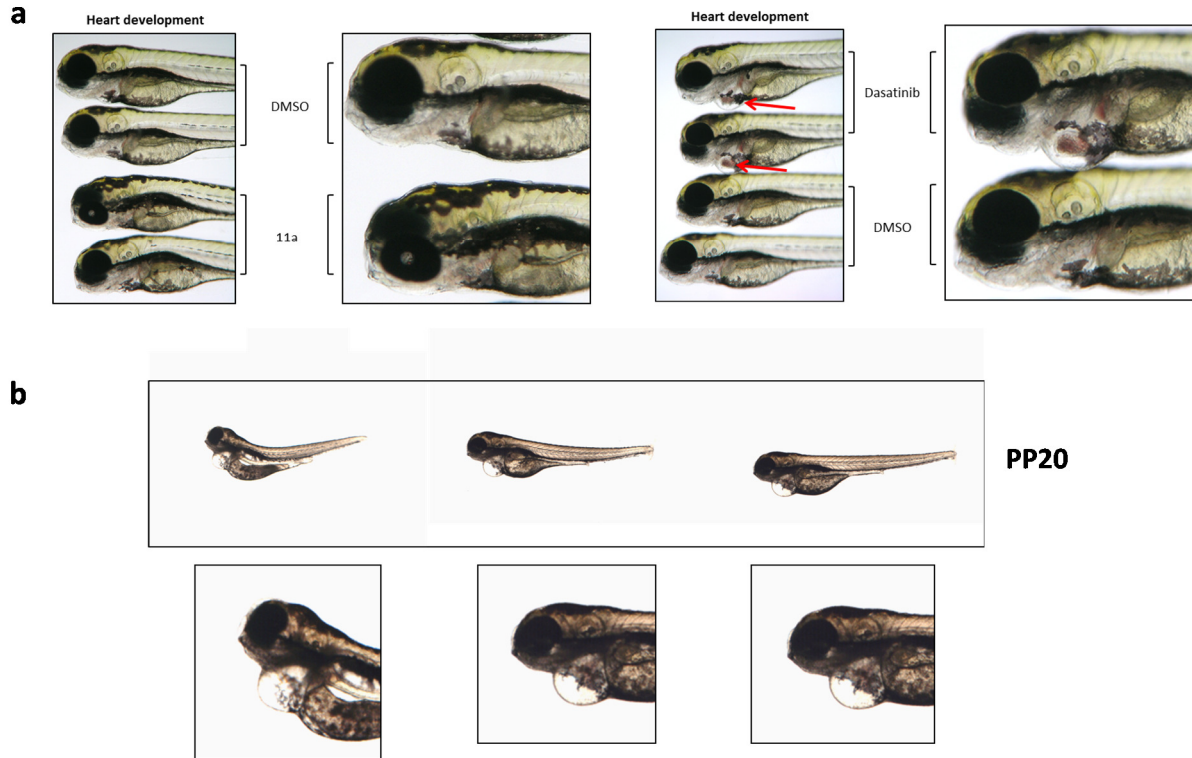 a
Heart development
DMSO
11a
Heart development
Dasatinib
DMSO
b
PP20